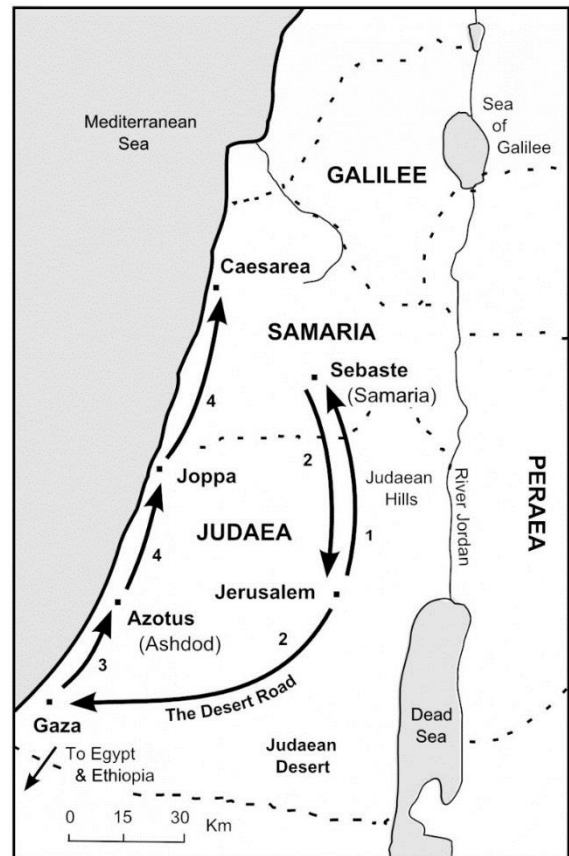 Mediterranean
Sea
Sea
of
Galilee
GALILEE
Caesarea
SAMARIA
Sebaste
(Samaria)
4
2
Joppa
Judaean
Hills
River Jordan
PERAEA
JUDAEA
1
4
Jerusalem
Azotus
(Ashdod)
2
3
The Desert Road
Gaza
Dead
Sea
To Egypt
& Ethiopia
Judaean
Desert
0 15 30
Km